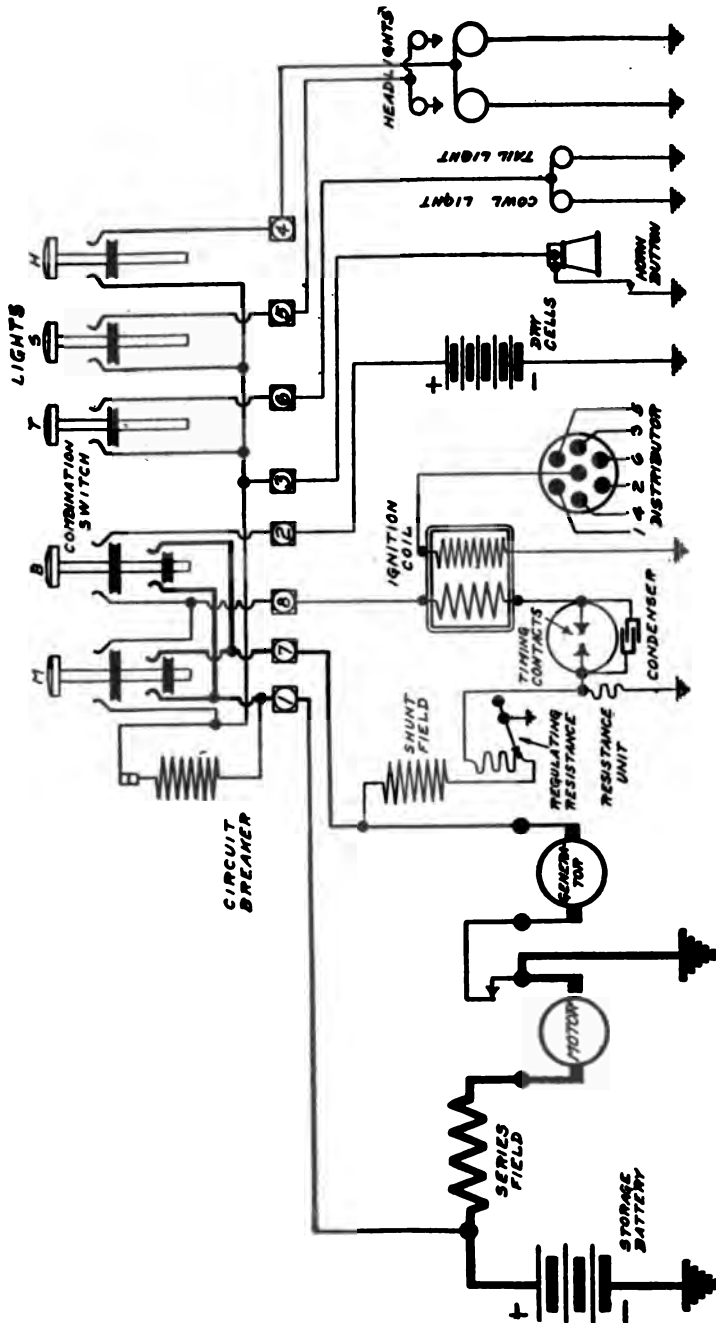 LIGHTS
H
S
T
COMBINATION
SWITCH
B
M
4
5
6
3
2
8
7
1
CIRCUIT
BREAKER
HEADLIGHTS
TAIL LIGHT
COWL LIGHT
HORN
BUTTON
+
DRY
CELLS
−
IGNITION
COIL
1 4 2 6 3 5
DISTRIBUTOR
TIMING
CONTACTS
CONDENSER
SHUNT
FIELD
REGULATING
RESISTANCE
RESISTANCE
UNIT
GENERA
TOR
MOTOR
SERIES
FIELD
+
STORAGE
BATTERY
−